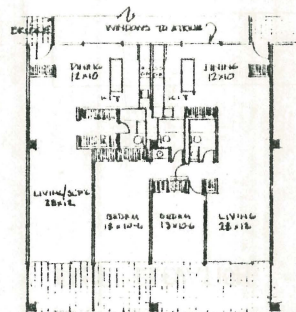 WINDOWS TO ATRIUM
BRIDGE
DINING
12x10
DINING
12x10
KIT
KIT
LIVING/
28x12
BEDRM
13x10-6
BEDRM
13x10-6
LIVING
28x12